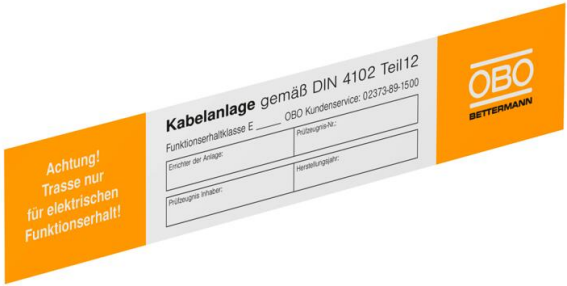 Achtung!
Trasse nur
für elektrischen
Funktionserhalt!
Kabelanlage gemäß DIN 4102 Teil12
Funktionserhaltklasse E ____ OBO Kundenservice: 02373-89-1500
Errichter der Anlage:
Prüfzeugnis-Nr.:
Prüfzeugnis Inhaber:
Herstellungsjahr:
OBO
BETTERMANN